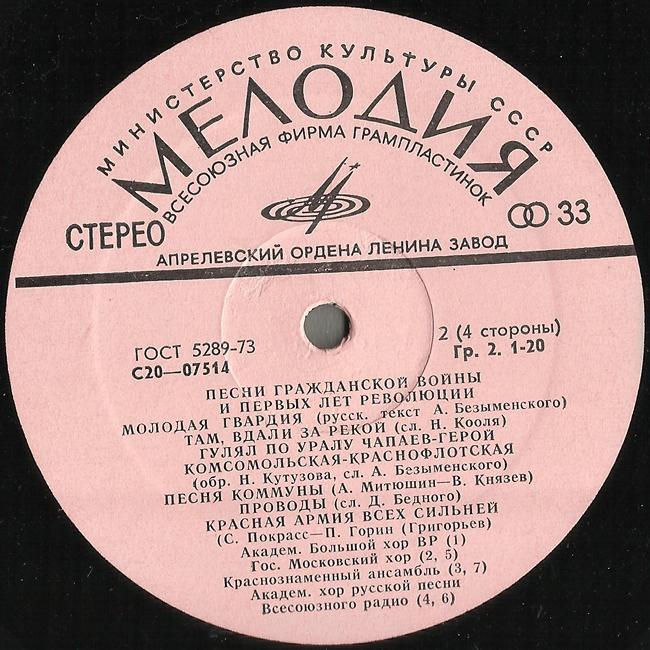 МИНИСТЕРСТВО КУЛЬТУРЫ СССР
МЕЛОДИЯ
ВСЕСОЮЗНАЯ ФИРМА ГРАМПЛАСТИНОК
СТЕРЕО
33
АПРЕЛЕВСКИЙ ОРДЕНА ЛЕНИНА ЗАВОД
ГОСТ 5289-73
2 (4 стороны)
С20—07514
Гр. 2. 1-20
ПЕСНИ ГРАЖДАНСКОЙ ВОЙНЫ
И ПЕРВЫХ ЛЕТ РЕВОЛЮЦИИ
МОЛОДАЯ ГВАРДИЯ (русск. текст А. Безыменского)
ТАМ, ВДАЛИ ЗА РЕКОЙ (сл. Н. Кооля)
ГУЛЯЛ ПО УРАЛУ ЧАПАЕВ-ГЕРОЙ
КОМСОМОЛЬСКАЯ-КРАСНОФЛОТСКАЯ
(обр. Н. Кутузова, сл. А. Безыменского)
ПЕСНЯ КОММУНЫ (А. Митюшин—В. Князев)
ПРОВОДЫ (сл. Д. Бедного)
КРАСНАЯ АРМИЯ ВСЕХ СИЛЬНЕЙ
(С. Покрасс—П. Горин (Григорьев)
Академ. Большой хор ВР (1)
Гос. Московский хор (2, 5)
Краснознаменный ансамбль (3, 7)
Академ. хор русской песни
Всесоюзного радио (4, 6)